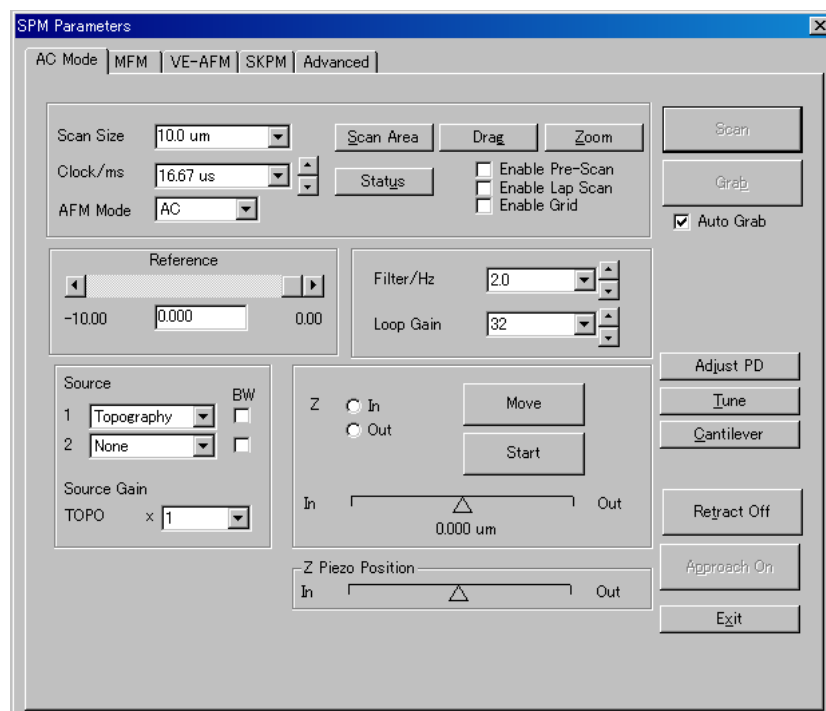 SPM Parameters
AC Mode MFM VE-AFM SKPM Advanced
Scan Size 10.0 um Scan Area Drag Zoom
Clock/ms 16.67 us Status
Enable Pre-Scan
Enable Lap Scan
Enable Grid
AFM Mode AC
Scan
Grab
Auto Grab
Reference
-10.00 0.000 0.00
Filter/Hz 2.0
Loop Gain 32
Source
BW
1 Topography
2 None
Source Gain
TOPO x 1
Z In
Out
Move
Start
In Out
0.000 um
Z Piezo Position
In Out
Adjust PD
Tune
Cantilever
Retract Off
Approach On
Exit